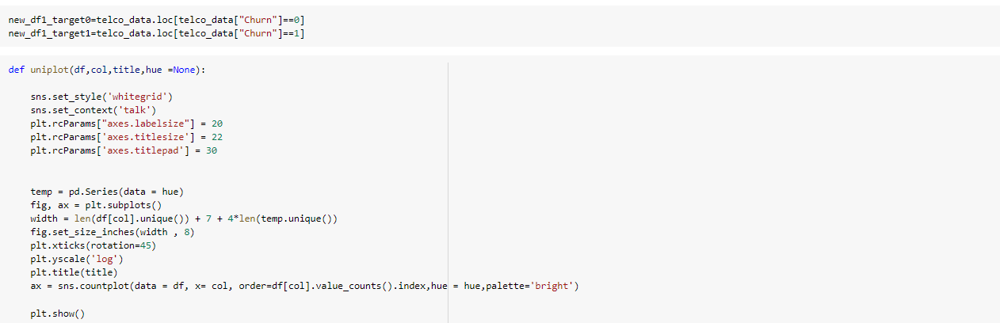 new_df1_target0=telco_data.loc[telco_data["Churn"]==0]
new_df1_target1=telco_data.loc[telco_data["Churn"]==1]
def uniplot(df,col,title,hue =None):
    sns.set_style('whitegrid')
    sns.set_context('talk')
    plt.rcParams["axes.labelsize"] = 20
    plt.rcParams['axes.titlesize'] = 22
    plt.rcParams['axes.titlepad'] = 30
    temp = pd.Series(data = hue)
    fig, ax = plt.subplots()
    width = len(df[col].unique()) + 7 + 4*len(temp.unique())
    fig.set_size_inches(width , 8)
    plt.xticks(rotation=45)
    plt.yscale('log')
    plt.title(title)
    ax = sns.countplot(data = df, x= col, order=df[col].value_counts().index,hue = hue,palette='bright')
    plt.show()